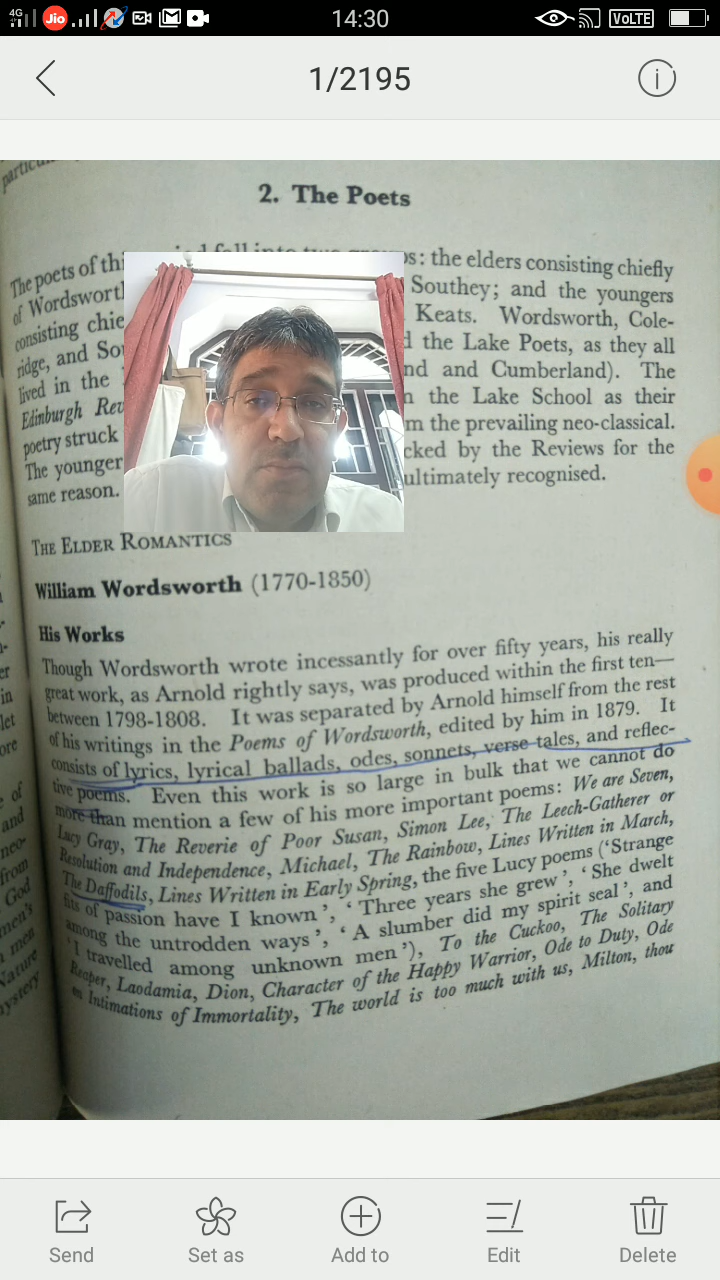 4G
Jio
14:30
VoLTE
1/2195
2. The Poets
The poets of thi fell into two s: the elders consisting chiefly
of Wordswort Southey; and the youngers
consisting chie Keats. Wordsworth, Cole-
ridge, and So d the Lake Poets, as they all
lived in the nd and Cumberland). The
Edinburgh Rev n the Lake School as their
poetry struck m the prevailing neo-classical.
The younger cked by the Reviews for the
same reason. ultimately recognised.
THE ELDER ROMANTICS
William Wordsworth (1770-1850)
His Works
Though Wordsworth wrote incessantly for over fifty years, his really
great work, as Arnold rightly says, was produced within the first ten—
between 1798-1808. It was separated by Arnold himself from the rest
of his writings in the Poems of Wordsworth, edited by him in 1879. It
consists of lyrics, lyrical ballads, odes, sonnets, verse tales, and reflec-
tive poems. Even this work is so large in bulk that we cannot do
more than mention a few of his more important poems: We are Seven,
Lucy Gray, The Reverie of Poor Susan, Simon Lee, The Leech-Gatherer or
Resolution and Independence, Michael, The Rainbow, Lines Written in March,
The Daffodils, Lines Written in Early Spring, the five Lucy poems (‘Strange
fits of passion have I known’, ‘Three years she grew’, ‘She dwelt
among the untrodden ways’, ‘A slumber did my spirit seal’, and
‘I travelled among unknown men’), To the Cuckoo, The Solitary
Reaper, Laodamia, Dion, Character of the Happy Warrior, Ode to Duty, Ode
on Intimations of Immortality, The world is too much with us, Milton, thou
Send
Set as
Add to
Edit
Delete